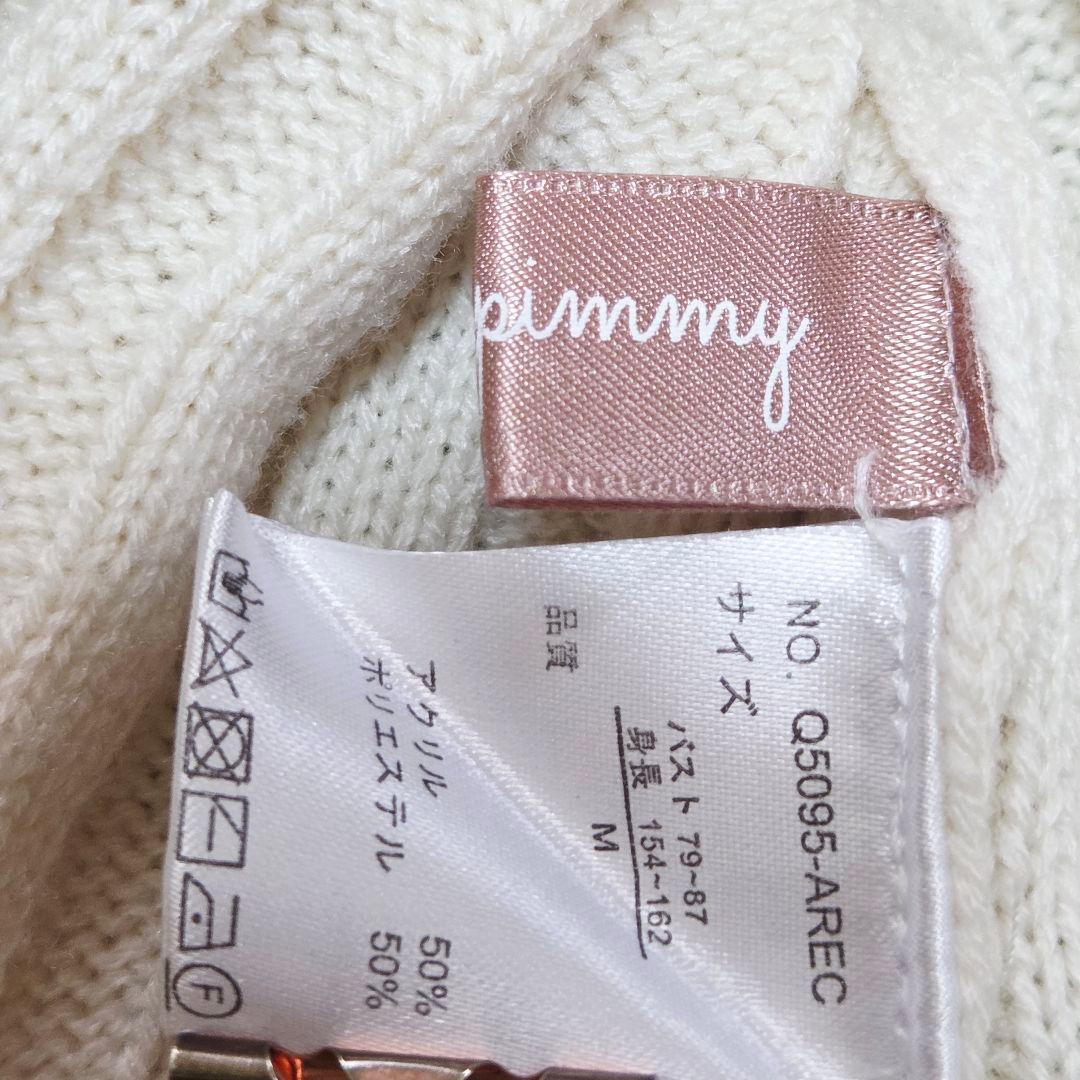 pimmy
NO. Q5095-AREC
サイズ
バスト 79~87
身長 154~162
M
品質
アクリル 50%
ポリエステル 50%
F